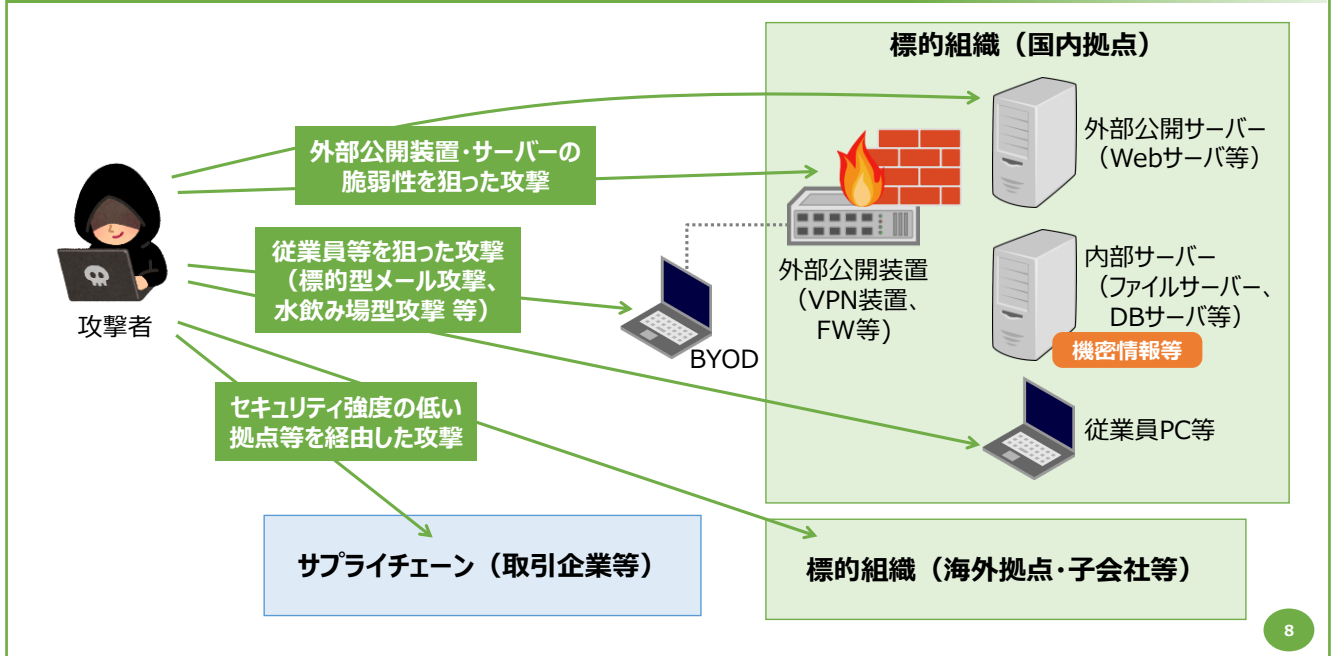 標的組織（国内拠点）
外部公開サーバー
（Webサーバ等）
外部公開装置・サーバーの
脆弱性を狙った攻撃
従業員等を狙った攻撃
（標的型メール攻撃、
水飲み場型攻撃 等）
攻撃者
BYOD
外部公開装置
（VPN装置、
FW等)
内部サーバー
（ファイルサーバー、
DBサーバ等）
機密情報等
従業員PC等
セキュリティ強度の低い
拠点等を経由した攻撃
サプライチェーン（取引企業等）
標的組織（海外拠点・子会社等）
8